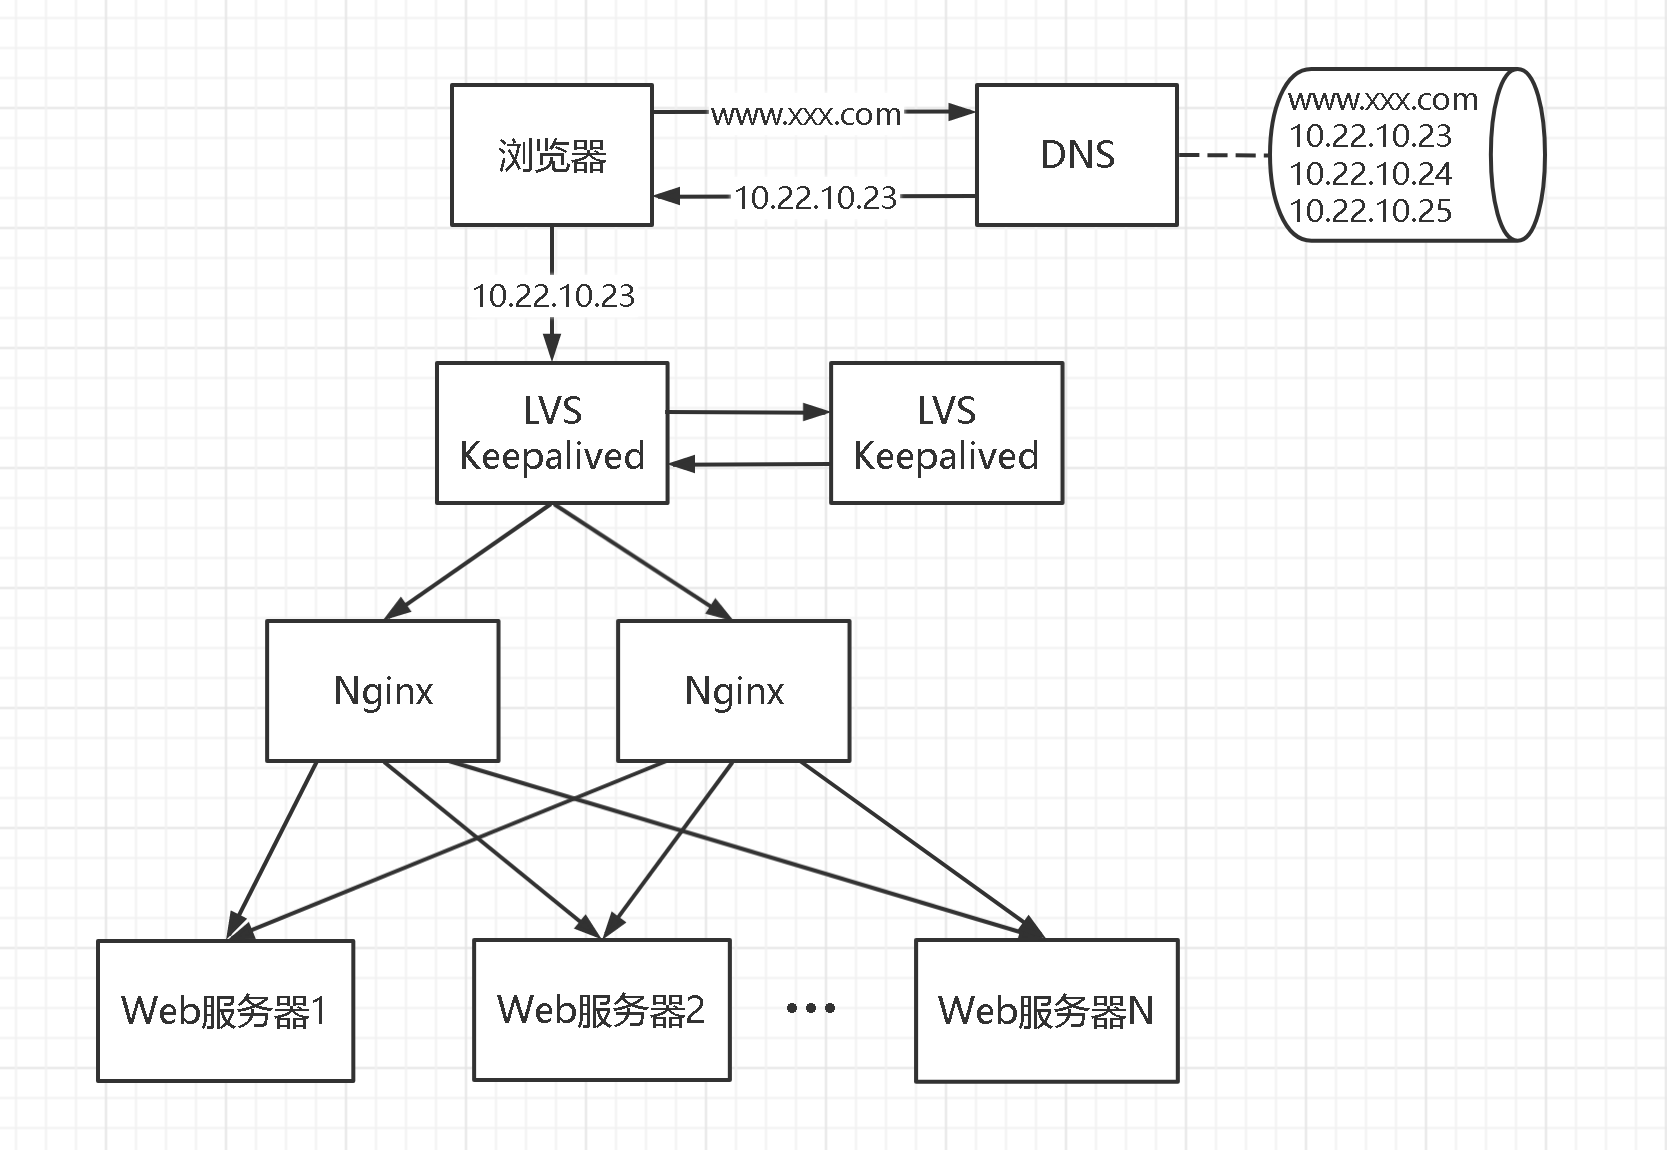 浏览器
www.xxx.com
DNS
www.xxx.com
10.22.10.23
10.22.10.24
10.22.10.25
10.22.10.23
10.22.10.23
LVS
Keepalived
LVS
Keepalived
Nginx
Nginx
Web服务器1
Web服务器2
•••
Web服务器N